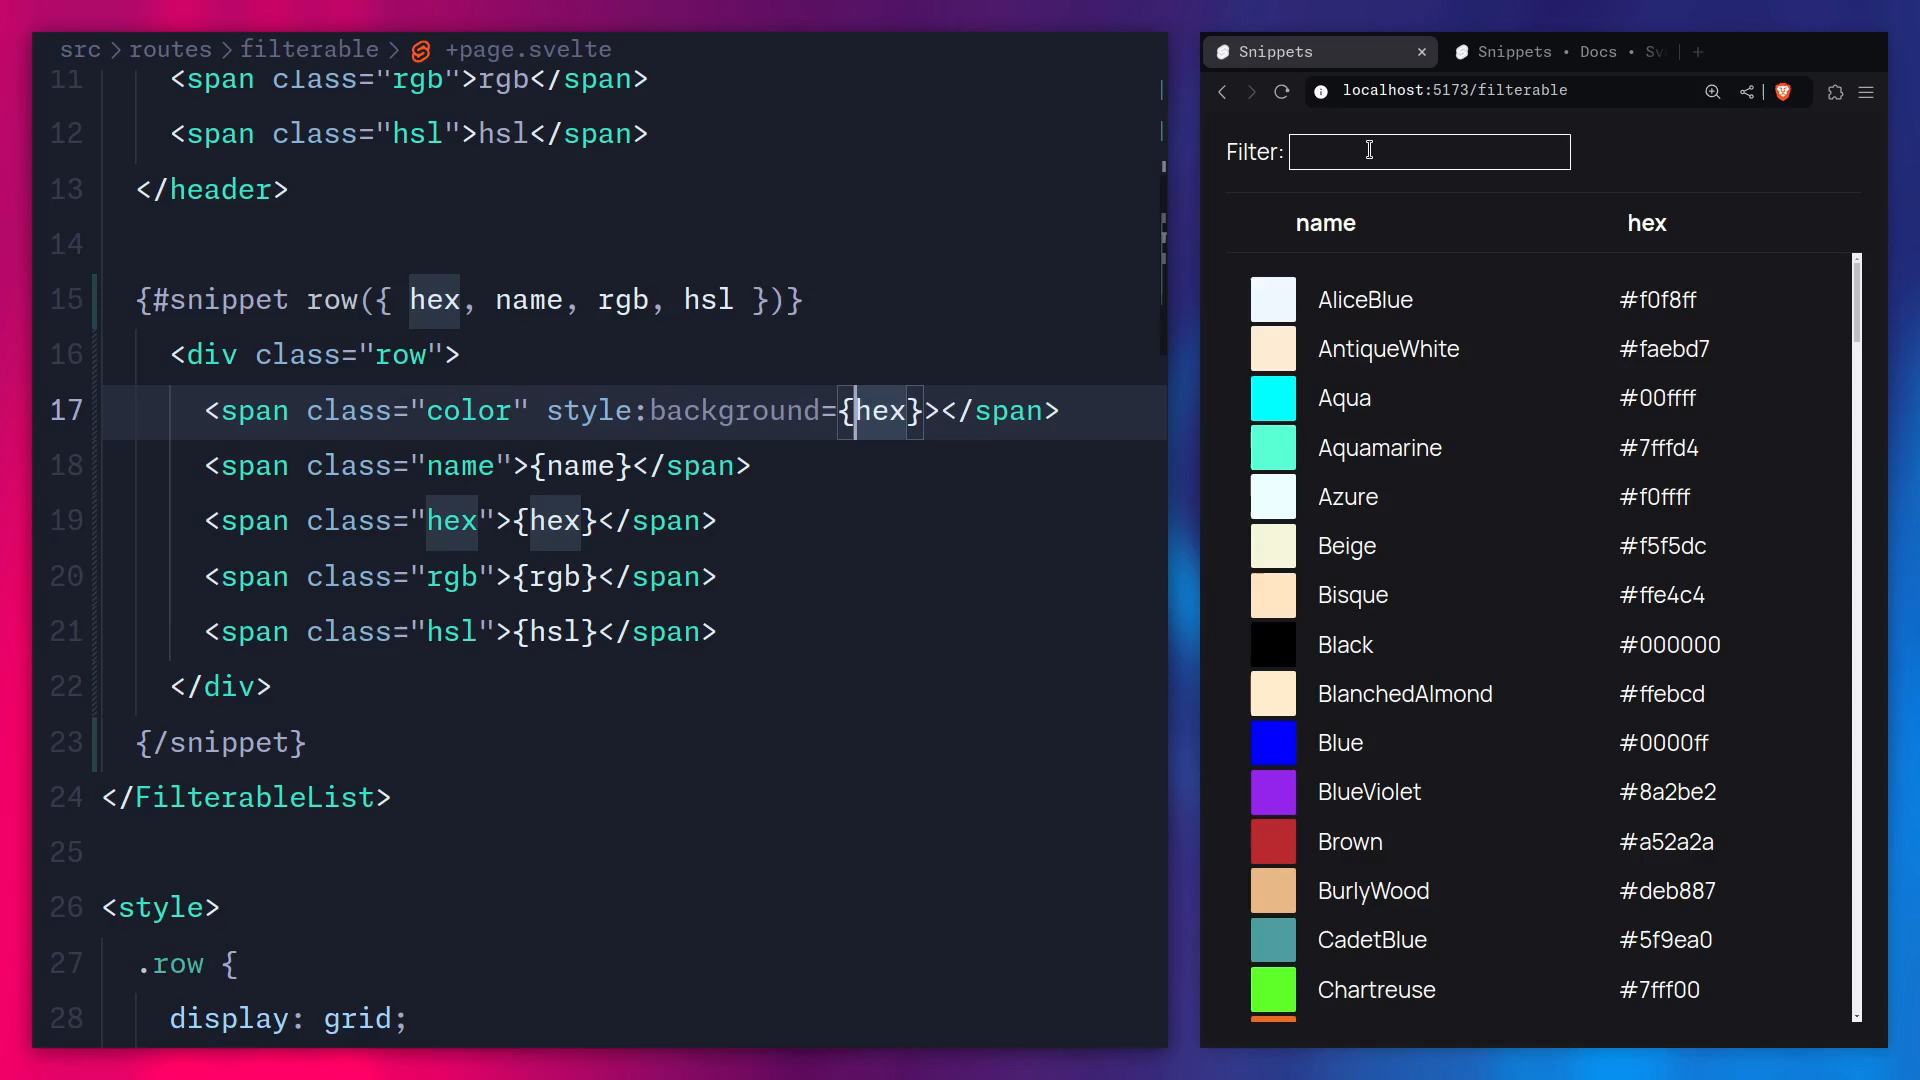 src > routes > filterable > +page.svelte
11 <span class="rgb">rgb</span>
12 <span class="hsl">hsl</span>
13 </header>
14
15 {#snippet row({ hex, name, rgb, hsl })}
16 <div class="row">
17 <span class="color" style:background={hex}></span>
18 <span class="name">{name}</span>
19 <span class="hex">{hex}</span>
20 <span class="rgb">{rgb}</span>
21 <span class="hsl">{hsl}</span>
22 </div>
23 {/snippet}
24 </FilterableList>
25
26 <style>
27 .row {
28 display: grid;
Snippets
Snippets • Docs • Sv
localhost:5173/filterable
Filter:
name hex
AliceBlue #f0f8ff
AntiqueWhite #faebd7
Aqua #00ffff
Aquamarine #7fffd4
Azure #f0ffff
Beige #f5f5dc
Bisque #ffe4c4
Black #000000
BlanchedAlmond #ffebcd
Blue #0000ff
BlueViolet #8a2be2
Brown #a52a2a
BurlyWood #deb887
CadetBlue #5f9ea0
Chartreuse #7fff00